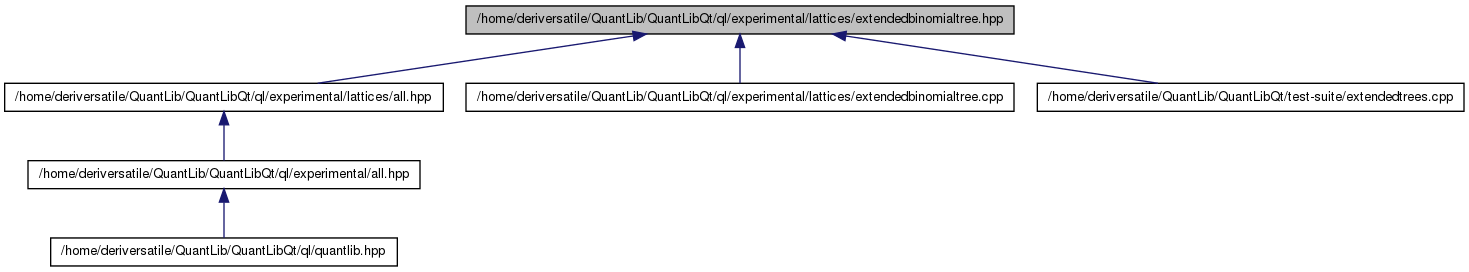 /home/deriversatile/QuantLib/QuantLibQt/ql/experimental/lattices/extendedbinomialtree.hpp
/home/deriversatile/QuantLib/QuantLibQt/ql/experimental/lattices/all.hpp
/home/deriversatile/QuantLib/QuantLibQt/ql/experimental/lattices/extendedbinomialtree.cpp
/home/deriversatile/QuantLib/QuantLibQt/test-suite/extendedtrees.cpp
/home/deriversatile/QuantLib/QuantLibQt/ql/experimental/all.hpp
/home/deriversatile/QuantLib/QuantLibQt/ql/quantlib.hpp